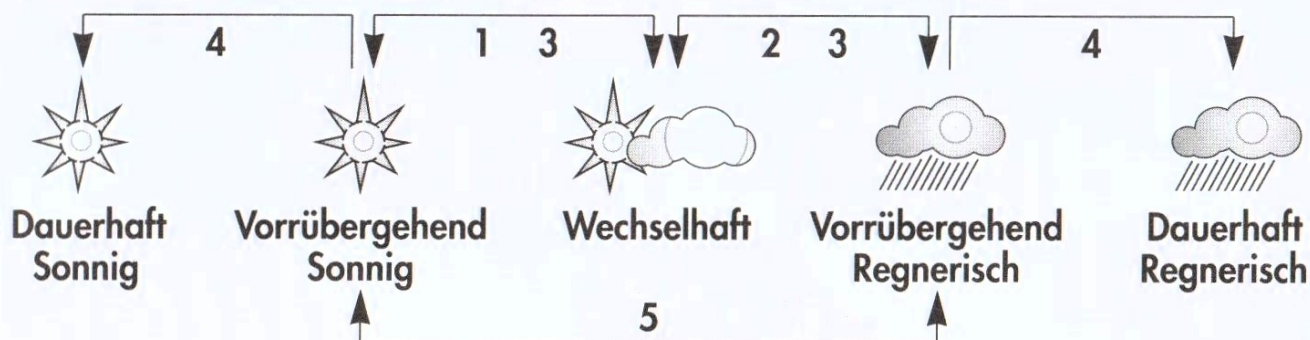 4 1 3 2 3 4
Dauerhaft Vorrübergehend Wechselhaft Vorrübergehend Dauerhaft
Sonnig Sonnig Regnerisch Regnerisch
5